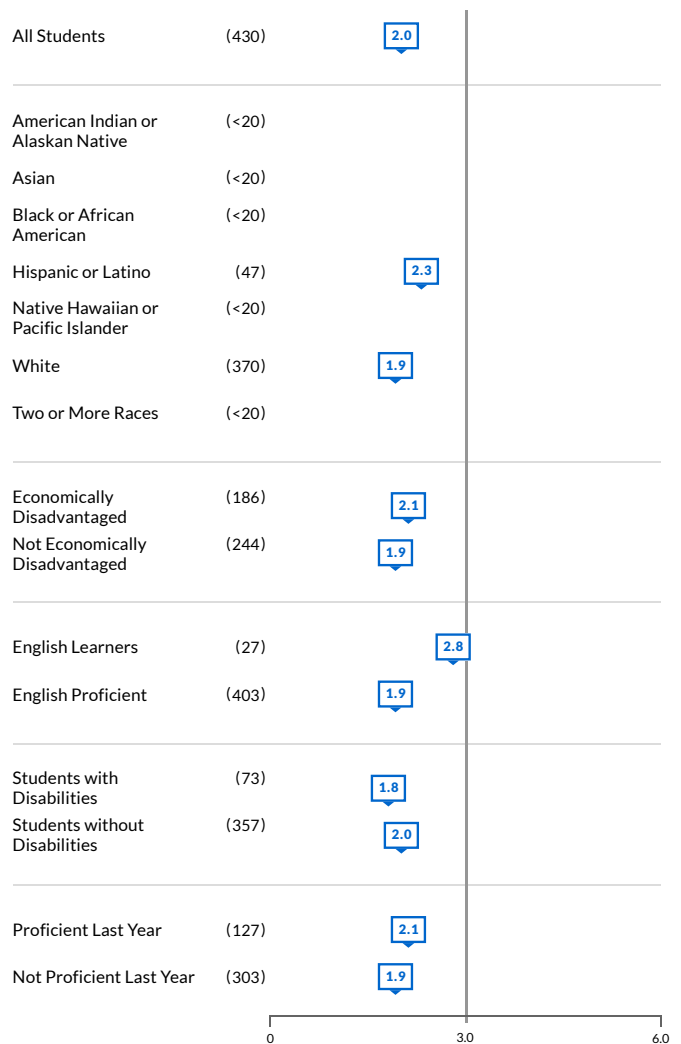 All Students (430) 2.0
American Indian or (<20)
Alaskan Native
Asian (<20)
Black or African (<20)
American
Hispanic or Latino (47) 2.3
Native Hawaiian or (<20)
Pacific Islander
White (370) 1.9
Two or More Races (<20)
Economically (186) 2.1
Disadvantaged
Not Economically (244) 1.9
Disadvantaged
English Learners (27) 2.8
English Proficient (403) 1.9
Students with (73) 1.8
Disabilities
Students without (357) 2.0
Disabilities
Proficient Last Year (127) 2.1
Not Proficient Last Year (303) 1.9
0 3.0 6.0